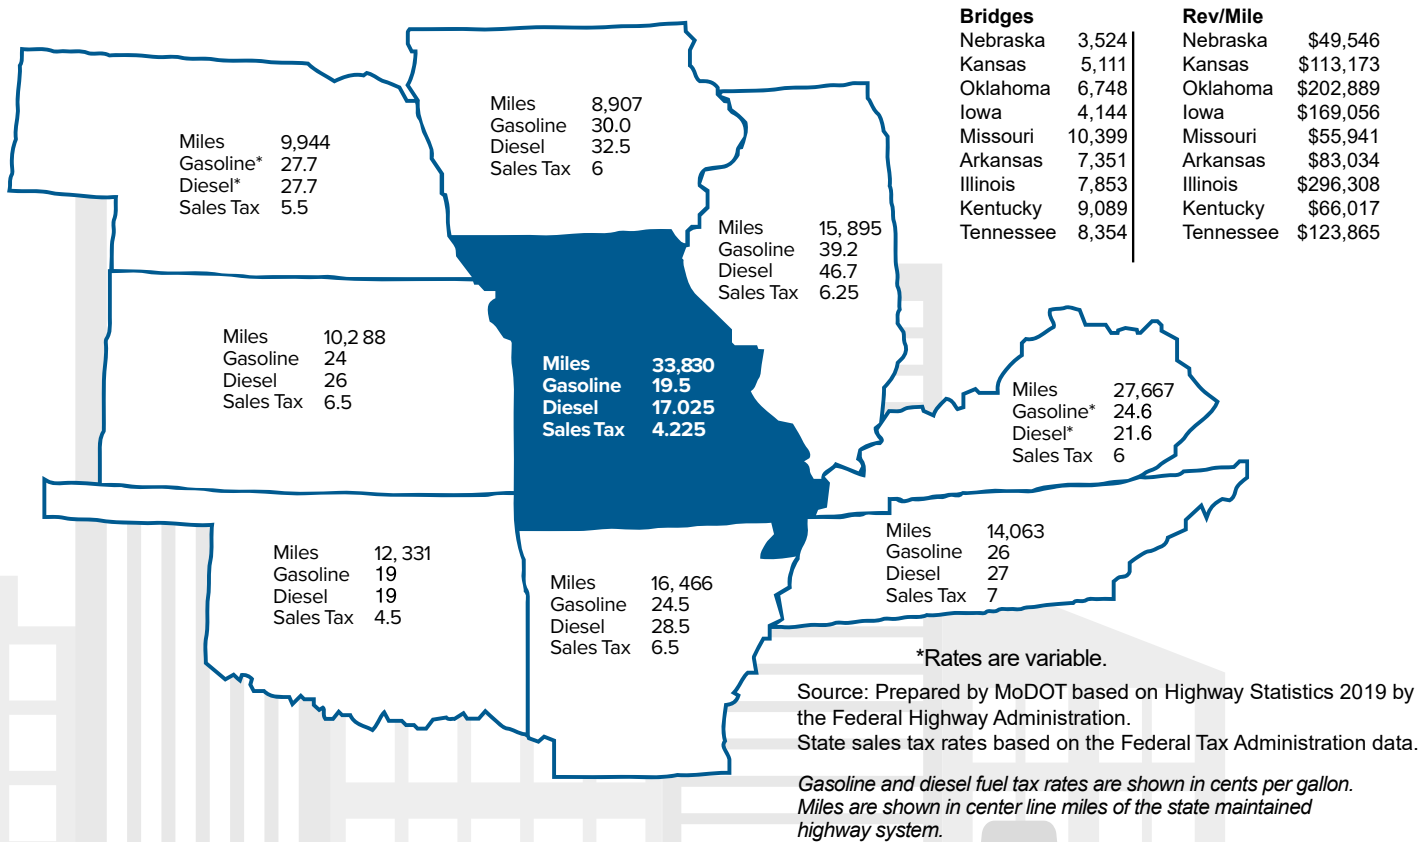 Bridges
Nebraska 3,524
Kansas 5,111
Oklahoma 6,748
Iowa 4,144
Missouri 10,399
Arkansas 7,351
Illinois 7,853
Kentucky 9,089
Tennessee 8,354
Rev/Mile
Nebraska $49,546
Kansas $113,173
Oklahoma $202,889
Iowa $169,056
Missouri $55,941
Arkansas $83,034
Illinois $296,308
Kentucky $66,017
Tennessee $123,865
Miles 9,944
Gasoline* 27.7
Diesel* 27.7
Sales Tax 5.5
Miles 8,907
Gasoline 30.0
Diesel 32.5
Sales Tax 6
Miles 15, 895
Gasoline 39.2
Diesel 46.7
Sales Tax 6.25
Miles 10,2 88
Gasoline 24
Diesel 26
Sales Tax 6.5
Miles 33,830
Gasoline 19.5
Diesel 17.025
Sales Tax 4.225
Miles 27,667
Gasoline* 24.6
Diesel* 21.6
Sales Tax 6
Miles 12, 331
Gasoline 19
Diesel 19
Sales Tax 4.5
Miles 16, 466
Gasoline 24.5
Diesel 28.5
Sales Tax 6.5
Miles 14,063
Gasoline 26
Diesel 27
Sales Tax 7
*Rates are variable.
Source: Prepared by MoDOT based on Highway Statistics 2019 by
the Federal Highway Administration.
State sales tax rates based on the Federal Tax Administration data.
Gasoline and diesel fuel tax rates are shown in cents per gallon.
Miles are shown in center line miles of the state maintained
highway system.